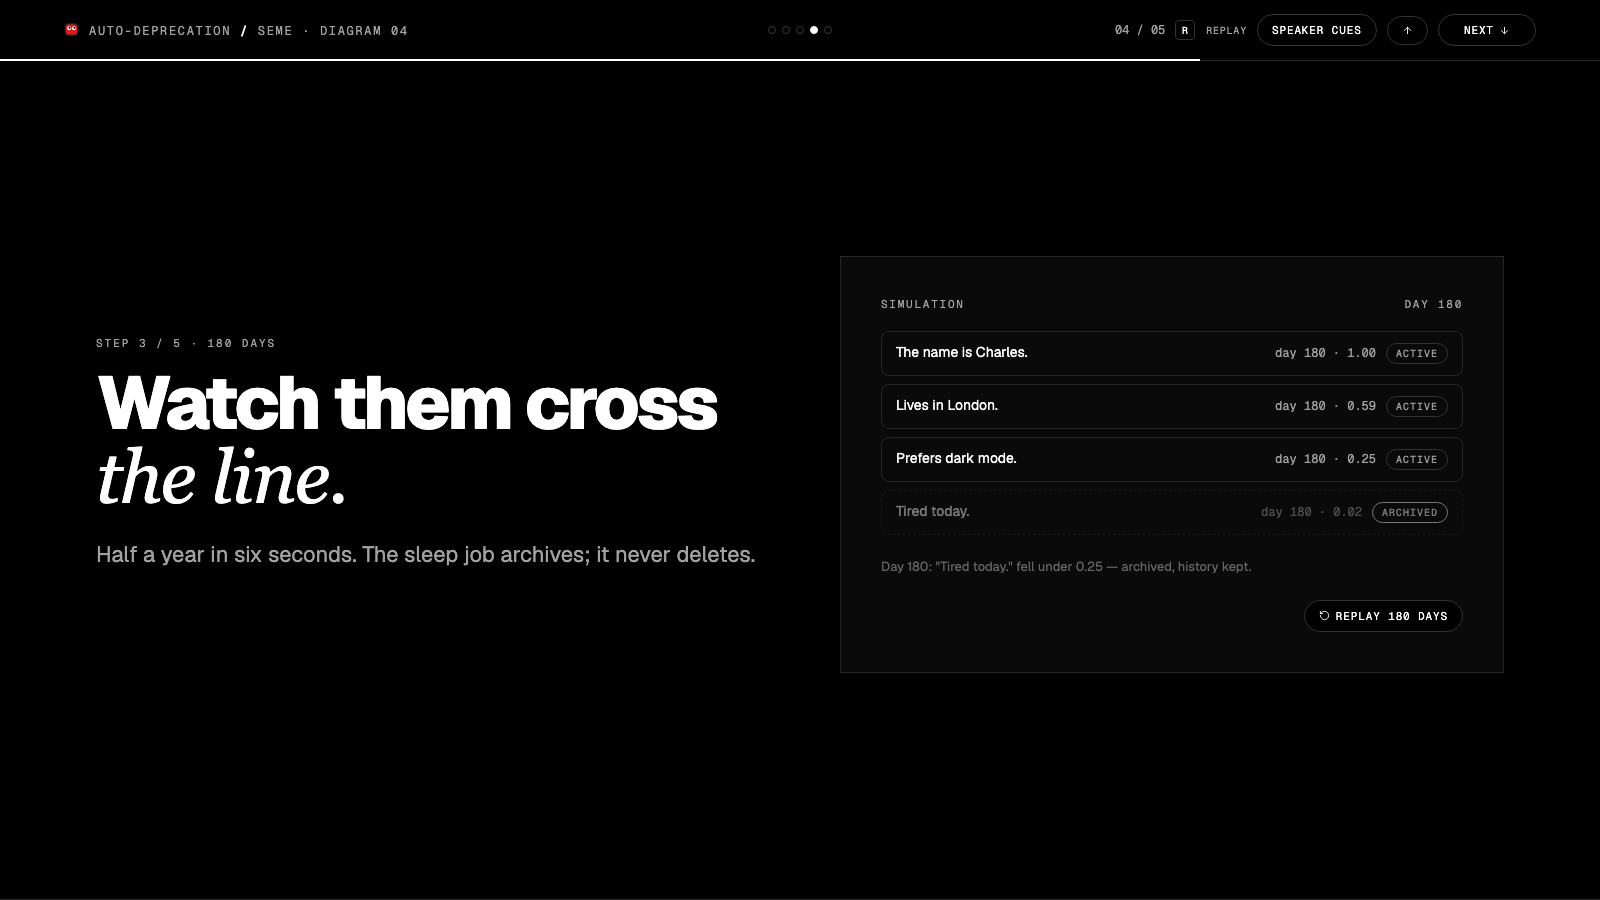 AUTO-DEPRECATION / SEME · DIAGRAM 04
04 / 05 R REPLAY SPEAKER CUES ↑ NEXT ↓
STEP 3 / 5 · 180 DAYS
Watch them cross
the line.
Half a year in six seconds. The sleep job archives; it never deletes.
SIMULATION DAY 180
The name is Charles. day 180 · 1.00 ACTIVE
Lives in London. day 180 · 0.59 ACTIVE
Prefers dark mode. day 180 · 0.25 ACTIVE
Tired today. day 180 · 0.02 ARCHIVED
Day 180: "Tired today." fell under 0.25 — archived, history kept.
REPLAY 180 DAYS